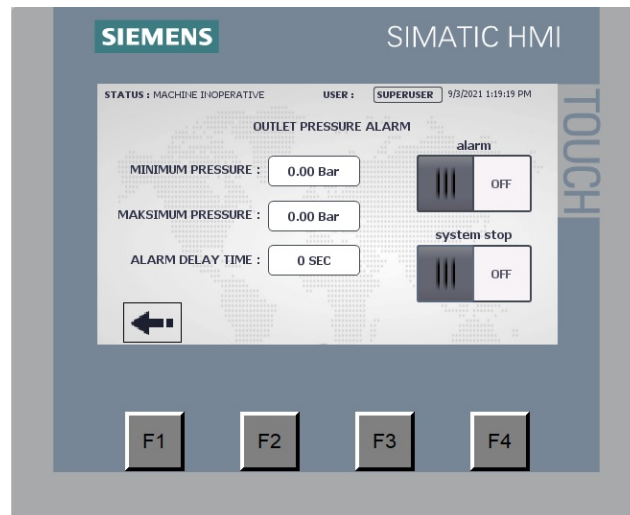 SIEMENS SIMATIC HMI
TOUCH
STATUS : MACHINE INOPERATIVE USER : SUPERUSER 9/3/2021 1:19:19 PM
OUTLET PRESSURE ALARM
alarm
MINIMUM PRESSURE : 0.00 Bar OFF
MAKSIMUM PRESSURE : 0.00 Bar
system stop
ALARM DELAY TIME : 0 SEC OFF
F1 F2 F3 F4